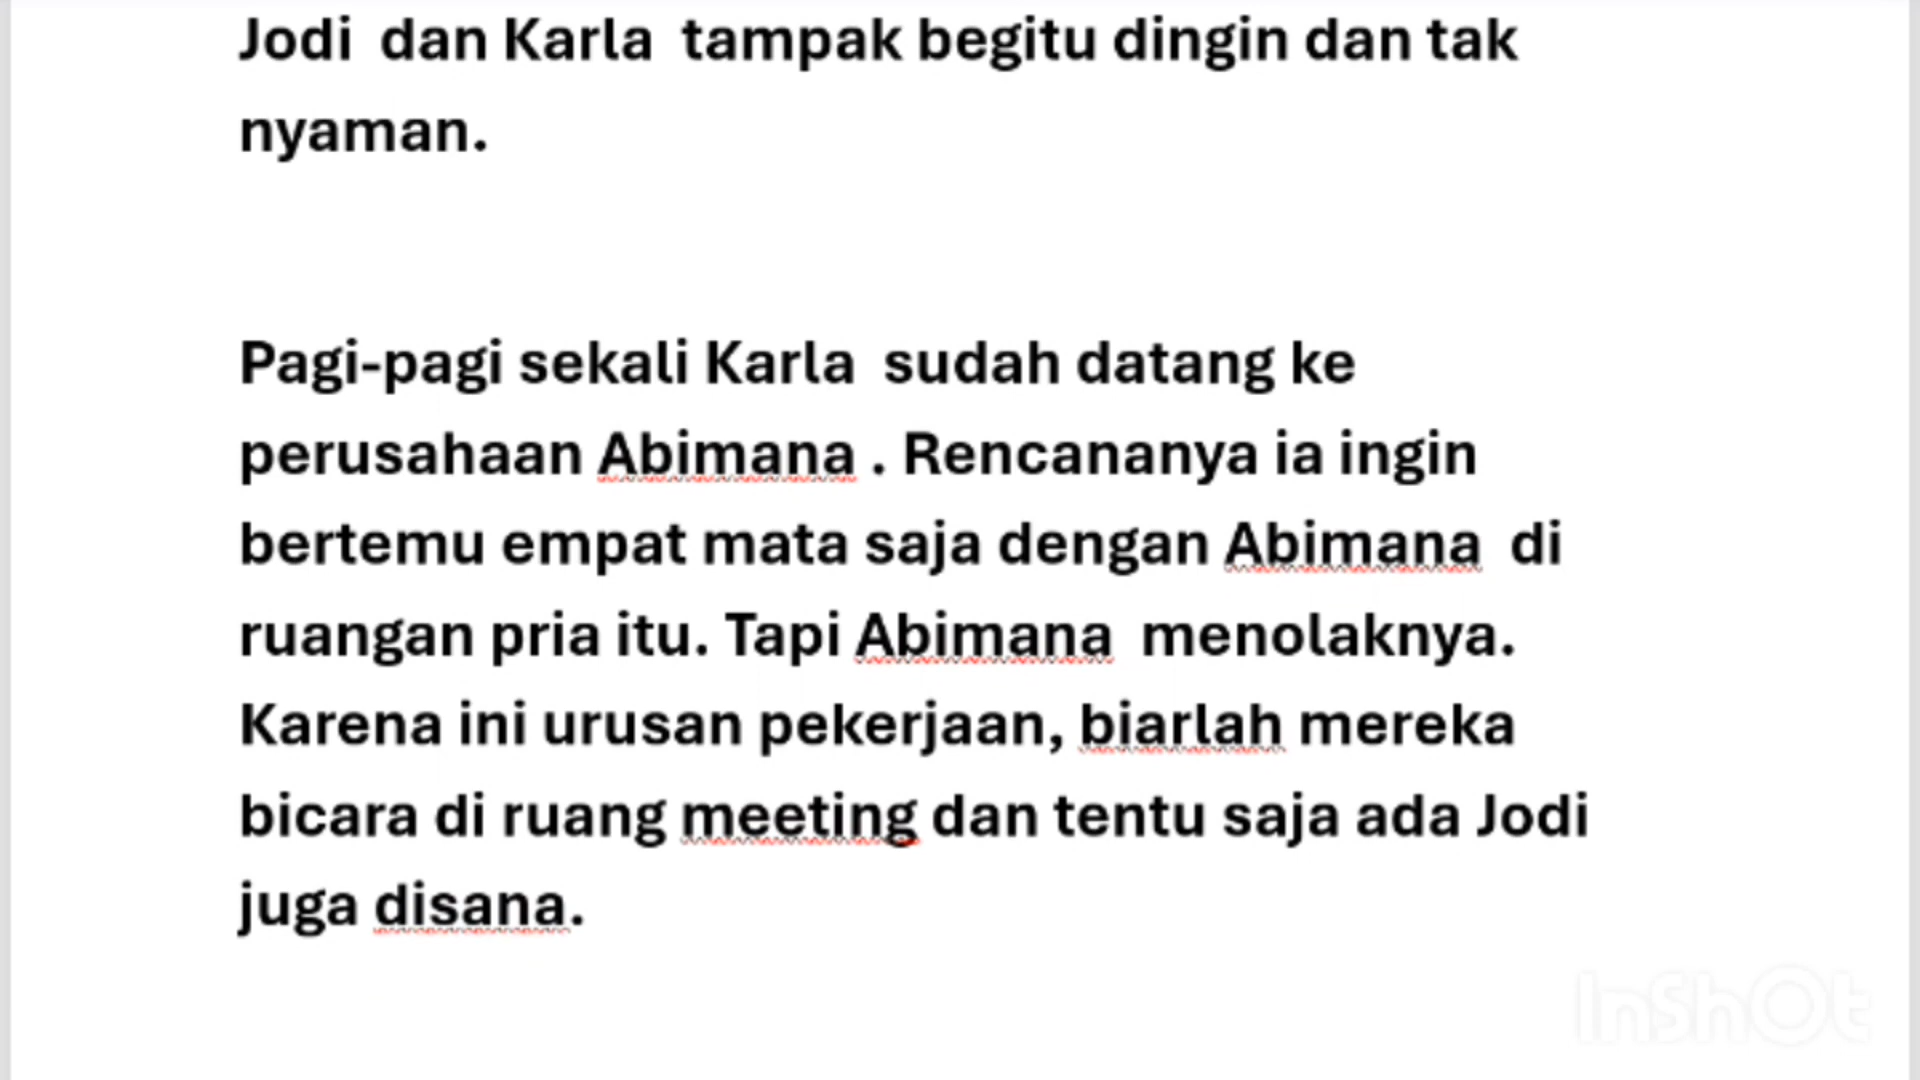 Jodi  dan Karla  tampak begitu dingin dan tak
nyaman.
Pagi-pagi sekali Karla  sudah datang ke
perusahaan Abimana . Rencananya ia ingin
bertemu empat mata saja dengan Abimana  di
ruangan pria itu. Tapi Abimana  menolaknya.
Karena ini urusan pekerjaan, biarlah mereka
bicara di ruang meeting dan tentu saja ada Jodi
juga disana.
InShOt